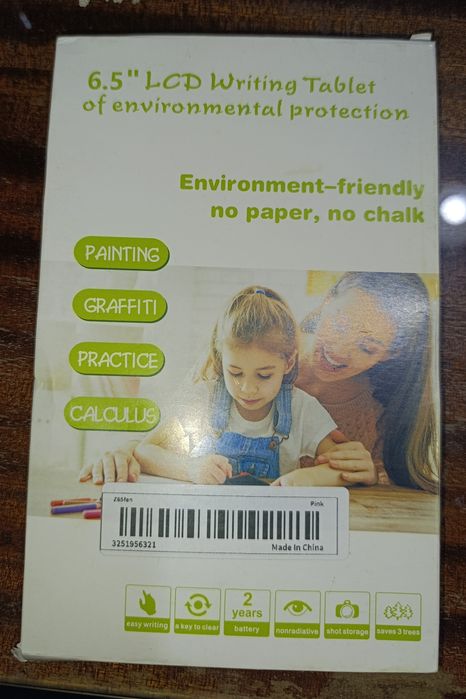 6.5" LCD Writing Tablet
of environmental protection
Environment-friendly
no paper, no chalk
PAINTING
GRAFFITI
PRACTICE
CALCULUS
Pink
3251956321
Made In China
easy writing
a key to clear
2
years
battery
nonradiative
shot storage
saves 3 trees